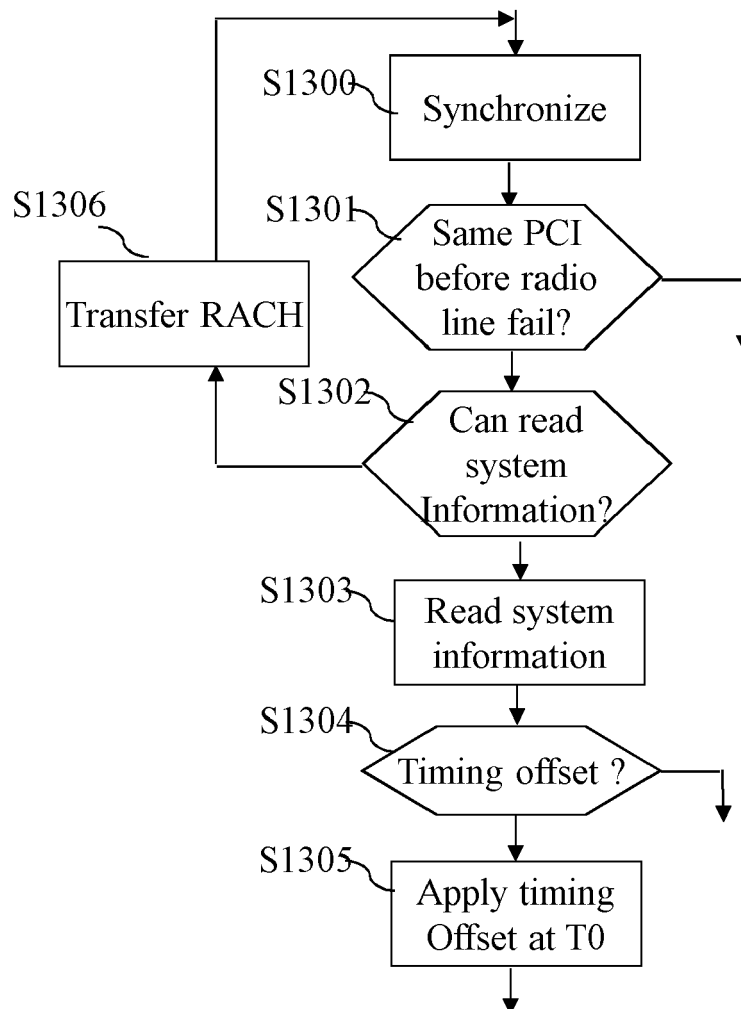 S1300
Synchronize
S1306
Transfer RACH
S1301
Same PCI
before radio
line fail?
S1302
Can read
system
Information?
S1303
Read system
information
S1304
Timing offset ?
S1305
Apply timing
Offset at T0